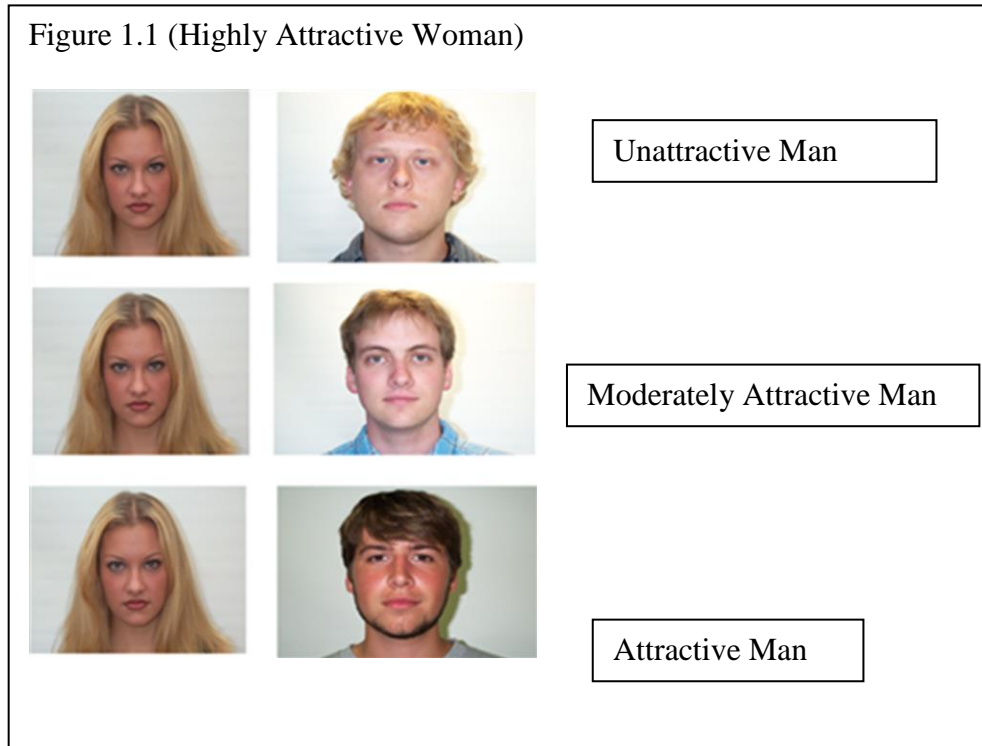 Figure 1.1 (Highly Attractive Woman)
Unattractive Man
Moderately Attractive Man
Attractive Man